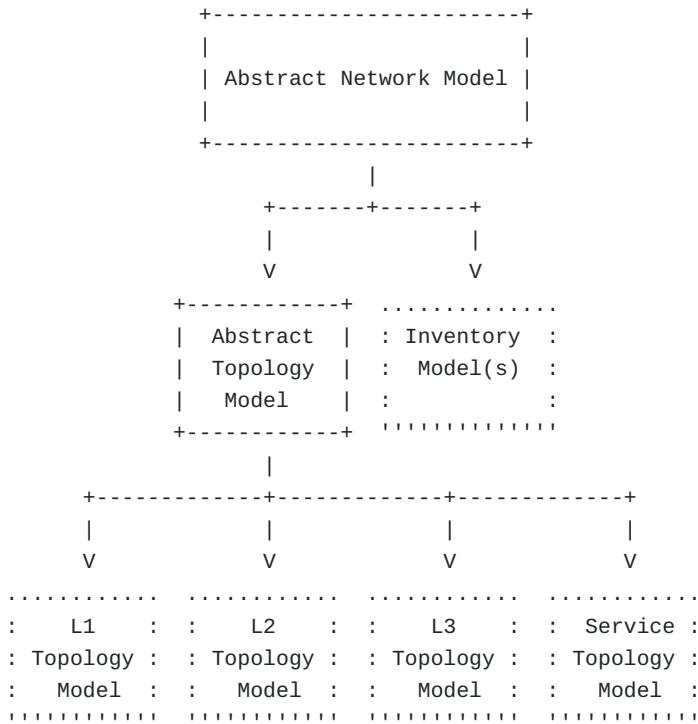 +------------------------+
|                        |
| Abstract Network Model |
|                        |
+------------------------+
|
+-------+-------+
|               |
V               V
+------------+  ..............
|  Abstract  |  : Inventory  :
|  Topology  |  :  Model(s)  :
|   Model    |  :            :
+------------+  ''''''''''''''
|
+-------------+-------------+-------------+
|             |             |             |
V             V             V             V
............  ............  ............  ............
:    L1    :  :    L2    :  :    L3    :  :  Service :
: Topology :  : Topology :  : Topology :  : Topology :
:   Model  :  :   Model  :  :   Model  :  :   Model  :
''''''''''''  ''''''''''''  ''''''''''''  ''''''''''''